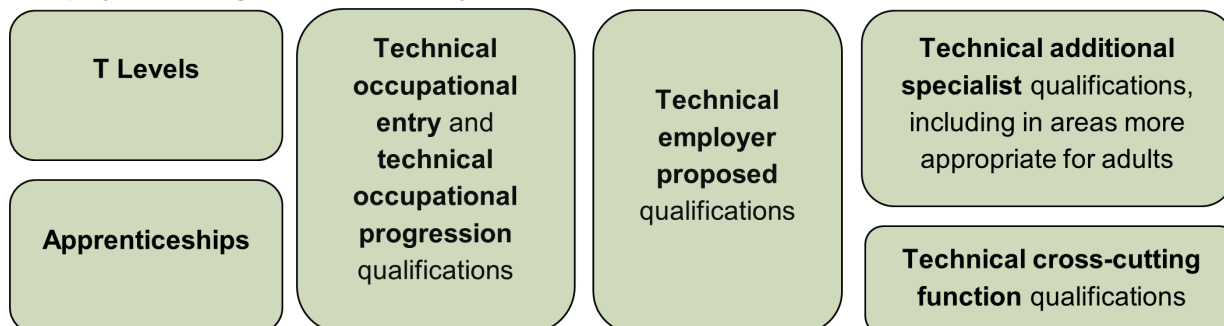 T Levels
Apprenticeships
Technical
occupational
entry and
technical
occupational
progression
qualifications
Technical
employer
proposed
qualifications
Technical additional
specialist qualifications,
including in areas more
appropriate for adults
Technical cross-cutting
function qualifications